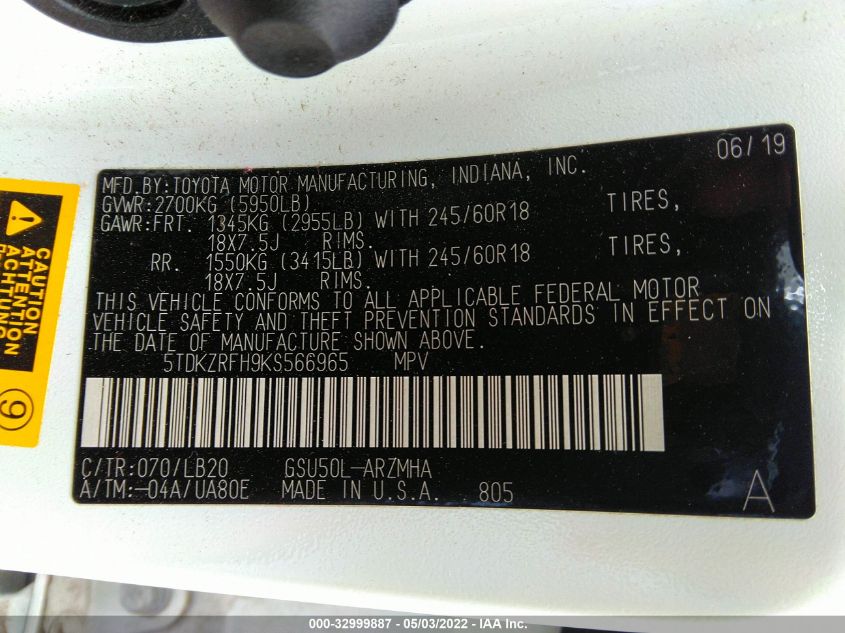 06/19
MFD.BY:TOYOTA MOTOR MANUFACTURING, INDIANA, INC.
GVWR:2700KG (5950LB)
GAWR:FRT. 1345KG (2955LB) WITH 245/60R18 TIRES,
18X7.5J RIMS.
RR. 1550KG (3415LB) WITH 245/60R18 TIRES,
18X7.5J RIMS.
THIS VEHICLE CONFORMS TO ALL APPLICABLE FEDERAL MOTOR
VEHICLE SAFETY AND THEFT PREVENTION STANDARDS IN EFFECT ON
THE DATE OF MANUFACTURE SHOWN ABOVE.
5TDKZRFH9KS566965 MPV
C/TR:070/LB20 GSU50L-ARZMHA
A/TM:-04A/UA80E MADE IN U.S.A. 805
A
CAUTION
ATTENTION
ACHTUNG
9
000-32999887 - 05/03/2022 - IAA Inc.